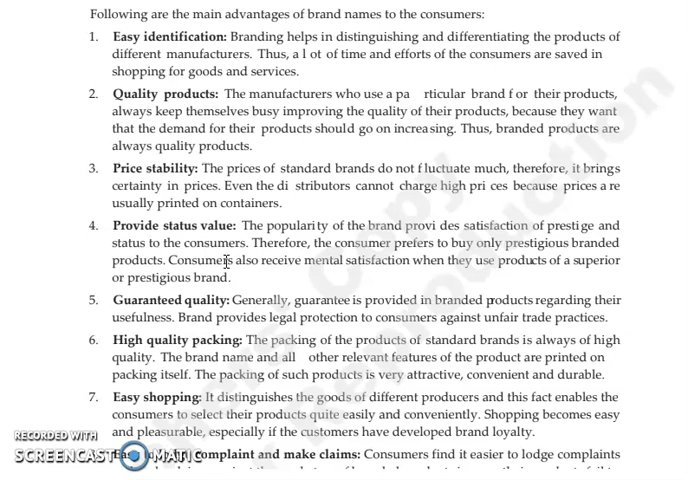 Following are the main advantages of brand names to the consumers:
1. Easy identification: Branding helps in distinguishing and differentiating the products of
different manufacturers. Thus, a l ot of time and efforts of the consumers are saved in
shopping for goods and services.
2. Quality products: The manufacturers who use a pa rticular brand f or their products,
always keep themselves busy improving the quality of their products, because they want
that the demand for their products should go on increasing. Thus, branded products are
always quality products.
3. Price stability: The prices of standard brands do not f luctuate much, therefore, it brings
certainty in prices. Even the di stributors cannot charge high pri ces because prices a re
usually printed on containers.
4. Provide status value: The popularity of the brand provi des satisfaction of prestige and
status to the consumers. Therefore, the consumer prefers to buy only prestigious branded
products. Consumers also receive mental satisfaction when they use products of a superior
or prestigious brand.
5. Guaranteed quality: Generally, guarantee is provided in branded products regarding their
usefulness. Brand provides legal protection to consumers against unfair trade practices.
6. High quality packing: The packing of the products of standard brands is always of high
quality. The brand name and all other relevant features of the product are printed on
packing itself. The packing of such products is very attractive, convenient and durable.
7. Easy shopping: It distinguishes the goods of different producers and this fact enables the
consumers to select their products quite easily and conveniently. Shopping becomes easy
and pleasurable, especially if the customers have developed brand loyalty.
complaint and make claims: Consumers find it easier to lodge complaints
RECORDED WITH
SCREENCAST MATIC